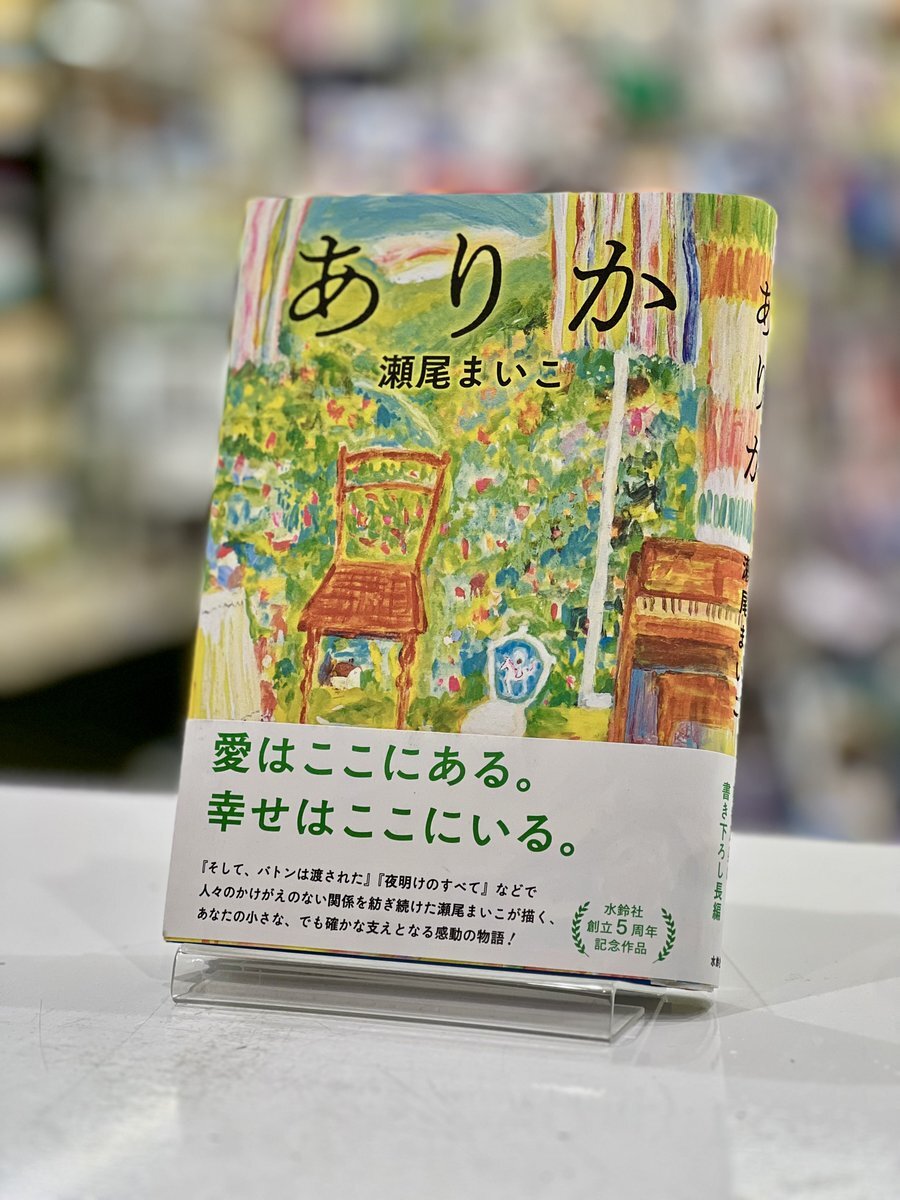 ありか
瀬尾まいこ
愛はここにある。
幸せはここにいる。
『そして、バトンは渡された』『夜明けのすべて』などで
人々のかけがえのない関係を紡ぎ続けた瀬尾まいこが描く、
あなたの小さな、でも確かな支えとなる感動の物語！
水鈴社
創立5周年
記念作品
ありか
瀬尾まいこ
書き下ろし長編